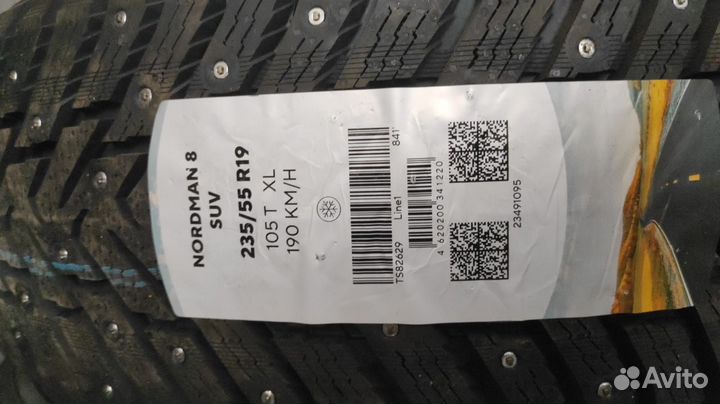 NORDMAN 8
SUV
235/55 R19
105 T XL
190 KM/H
TS82629 Line1 841
4 620200 341220
23491095
Avito